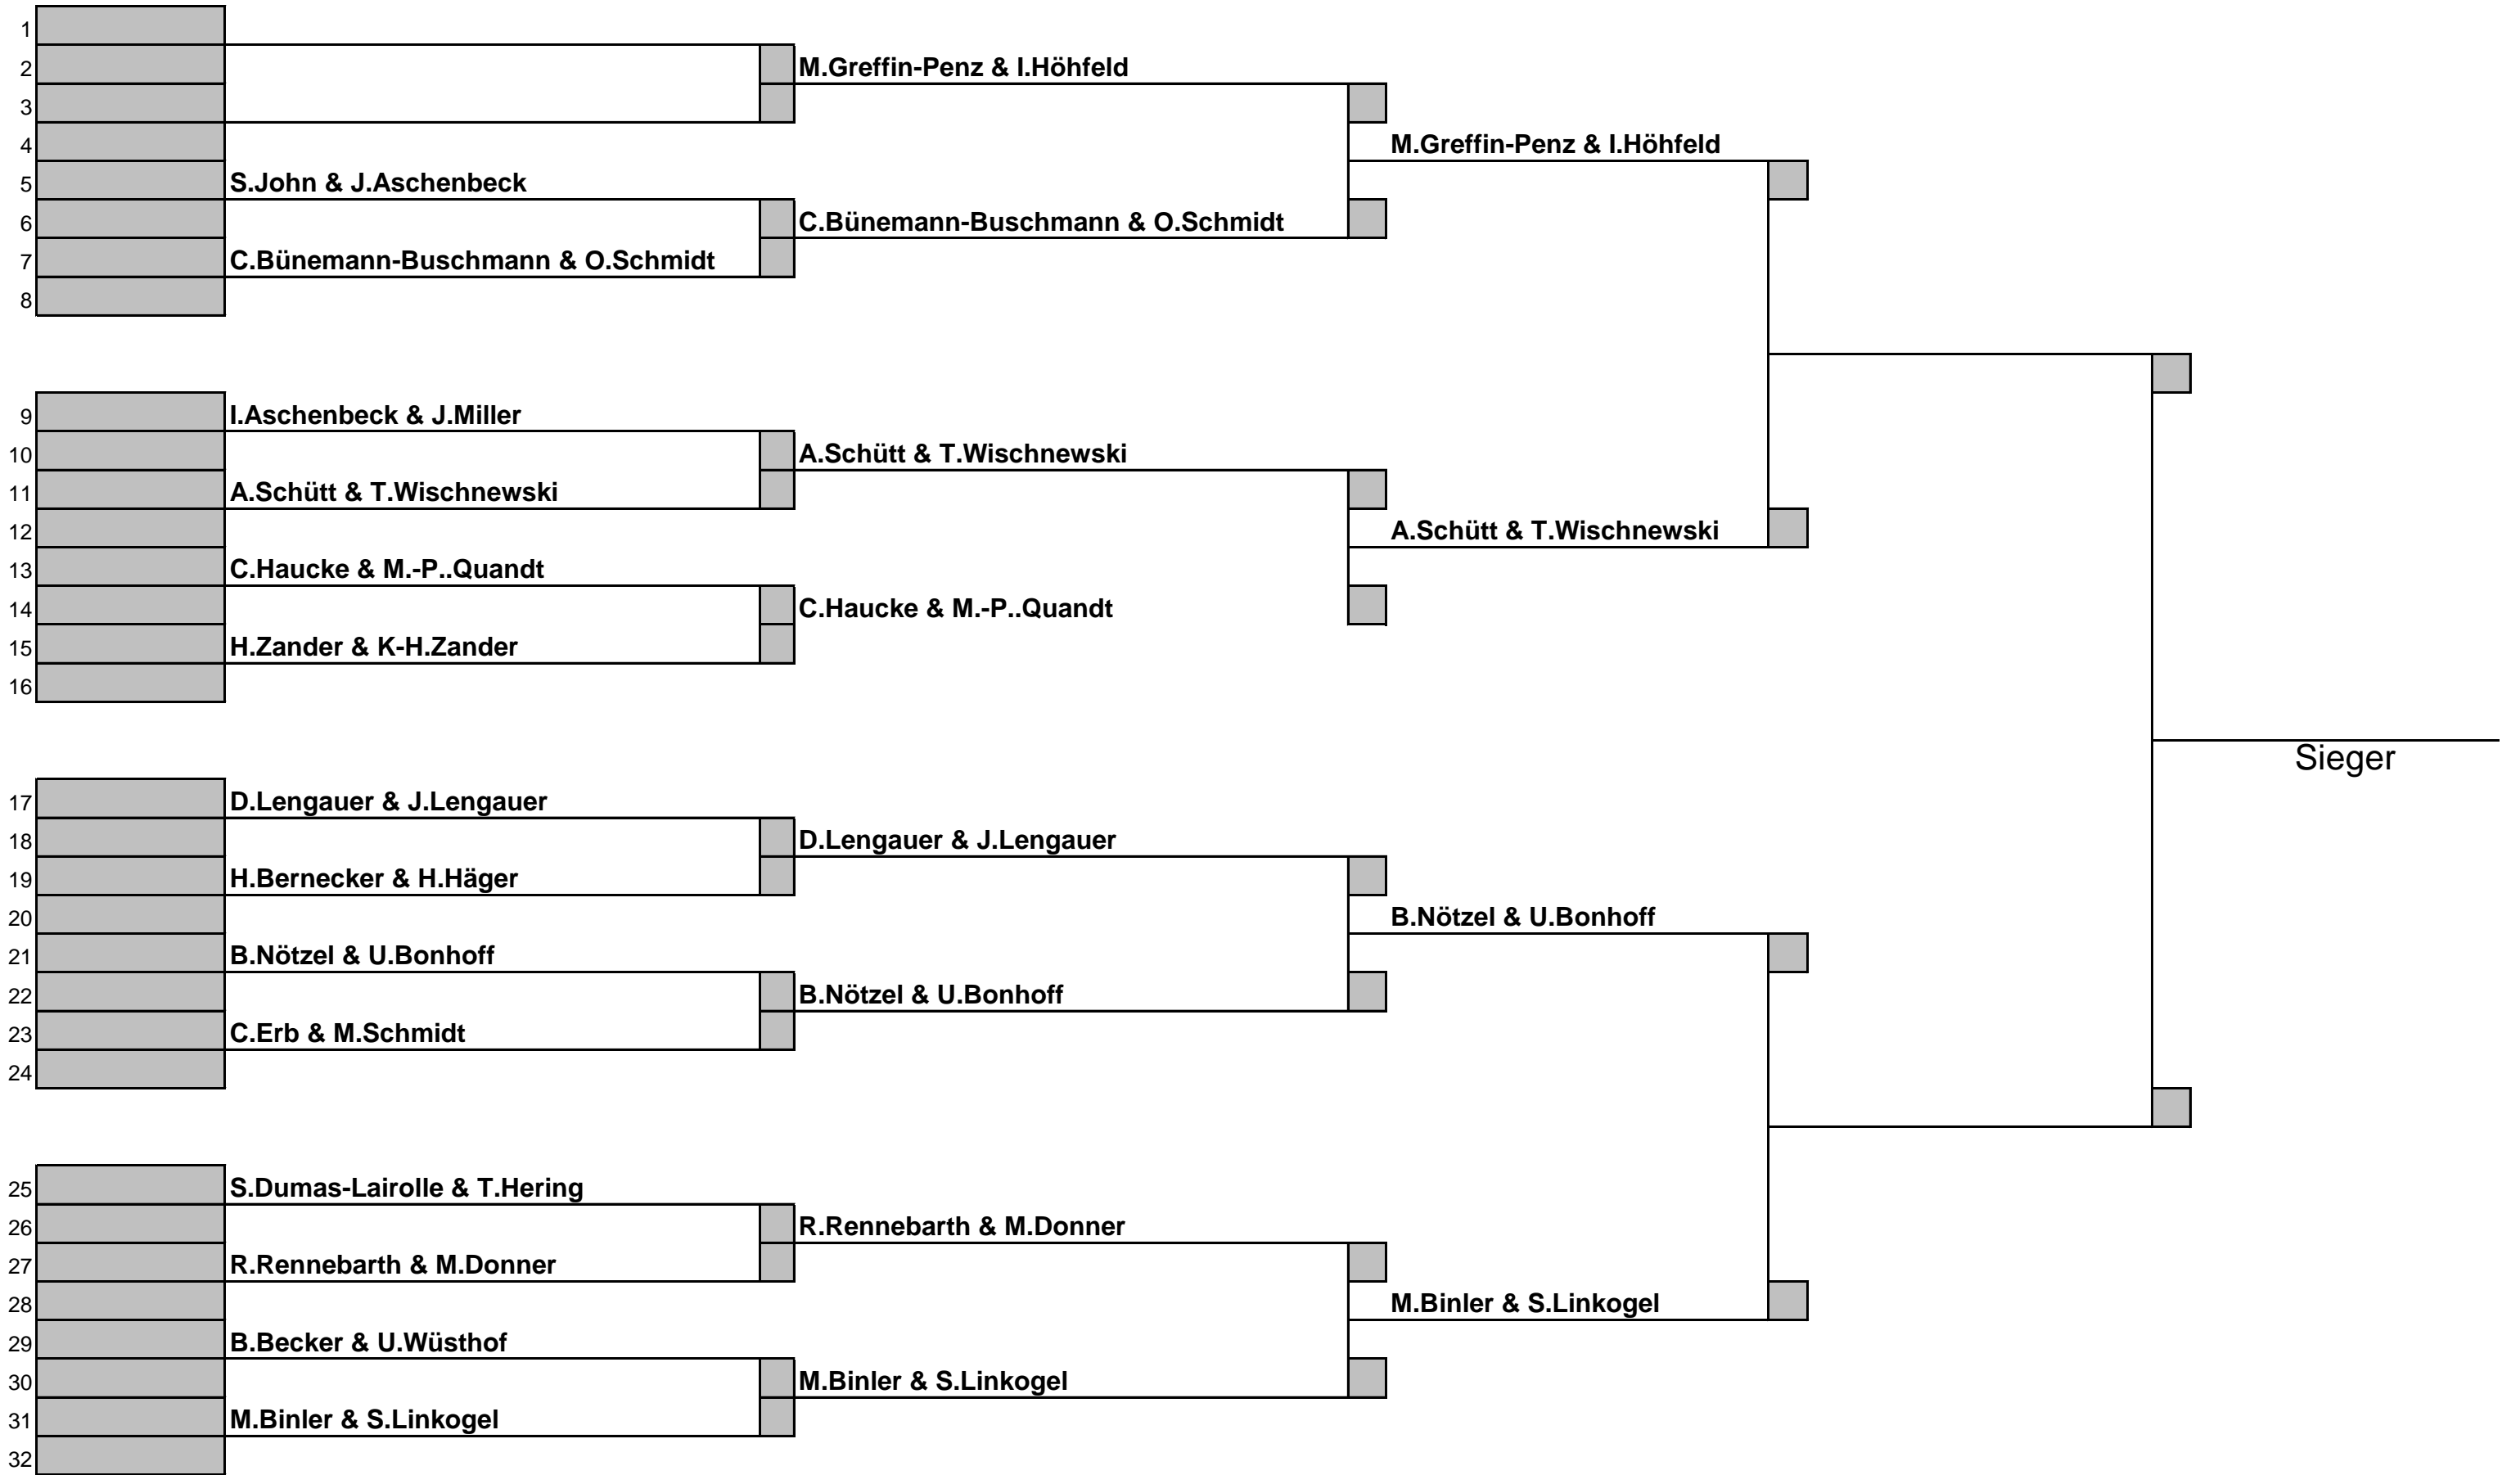 1
2 M.Greffin-Penz & I.Höhfeld
3
4 M.Greffin-Penz & I.Höhfeld
5 S.John & J.Aschenbeck
6 C.Bünemann-Buschmann & O.Schmidt
7 C.Bünemann-Buschmann & O.Schmidt
8
9 I.Aschenbeck & J.Miller
10 A.Schütt & T.Wischnewski
11 A.Schütt & T.Wischnewski
12 A.Schütt & T.Wischnewski
13 C.Haucke & M.-P..Quandt
14 C.Haucke & M.-P..Quandt
15 H.Zander & K-H.Zander
16
Sieger
17 D.Lengauer & J.Lengauer
18 D.Lengauer & J.Lengauer
19 H.Bernecker & H.Häger
20 B.Nötzel & U.Bonhoff
21 B.Nötzel & U.Bonhoff
22 B.Nötzel & U.Bonhoff
23 C.Erb & M.Schmidt
24
25 S.Dumas-Lairolle & T.Hering
26 R.Rennebarth & M.Donner
27 R.Rennebarth & M.Donner
28 M.Binler & S.Linkogel
29 B.Becker & U.Wüsthof
30 M.Binler & S.Linkogel
31 M.Binler & S.Linkogel
32